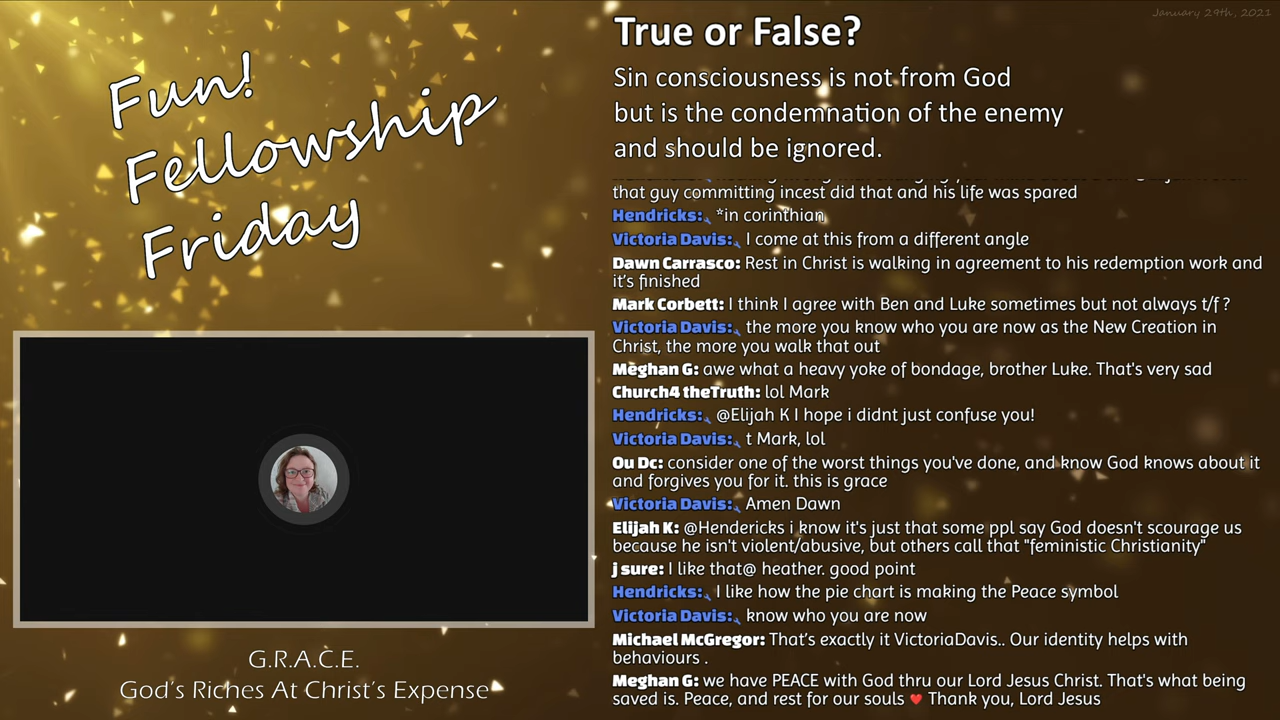 Fun!
Fellowship
Friday
G.R.A.C.E.
God's Riches At Christ's Expense
January 29th, 2021
True or False?
Sin consciousness is not from God
but is the condemnation of the enemy
and should be ignored.
that guy committing incest did that and his life was spared
Hendricks: *in corinthian
Victoria Davis: I come at this from a different angle
Dawn Carrasco: Rest in Christ is walking in agreement to his redemption work and
it's finished
Mark Corbett: I think I agree with Ben and Luke sometimes but not always t/f ?
Victoria Davis: the more you know who you are now as the New Creation in
Christ, the more you walk that out
Meghan G: awe what a heavy yoke of bondage, brother Luke. That's very sad
Church4 theTruth: lol Mark
Hendricks: @Elijah K I hope i didnt just confuse you!
Victoria Davis: t Mark, lol
Ou Dc: consider one of the worst things you've done, and know God knows about it
and forgives you for it. this is grace
Victoria Davis: Amen Dawn
Elijah K: @Hendericks i know it's just that some ppl say God doesn't scourage us
because he isn't violent/abusive, but others call that "feministic Christianity"
j sure: I like that@ heather. good point
Hendricks: I like how the pie chart is making the Peace symbol
Victoria Davis: know who you are now
Michael McGregor: That's exactly it VictoriaDavis.. Our identity helps with
behaviours .
Meghan G: we have PEACE with God thru our Lord Jesus Christ. That's what being
saved is. Peace, and rest for our souls ❤️ Thank you, Lord Jesus